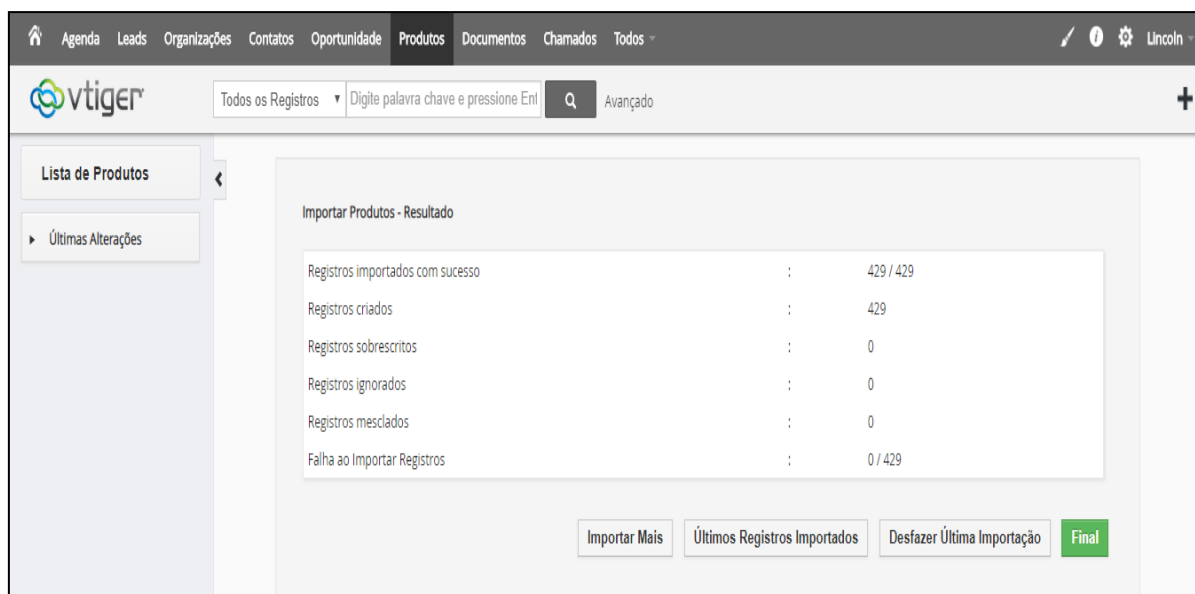 Agenda Leads Organizações Contatos Oportunidade Produtos Documentos Chamados Todos Lincoln
vtiger Todos os Registros Digite palavra chave e pressione Ent Avançado
Lista de Produtos
Últimas Alterações
Importar Produtos - Resultado
Registros importados com sucesso : 429 / 429
Registros criados : 429
Registros sobrescritos : 0
Registros ignorados : 0
Registros mesclados : 0
Falha ao Importar Registros : 0 / 429
Importar Mais Últimos Registros Importados Desfazer Última Importação Final